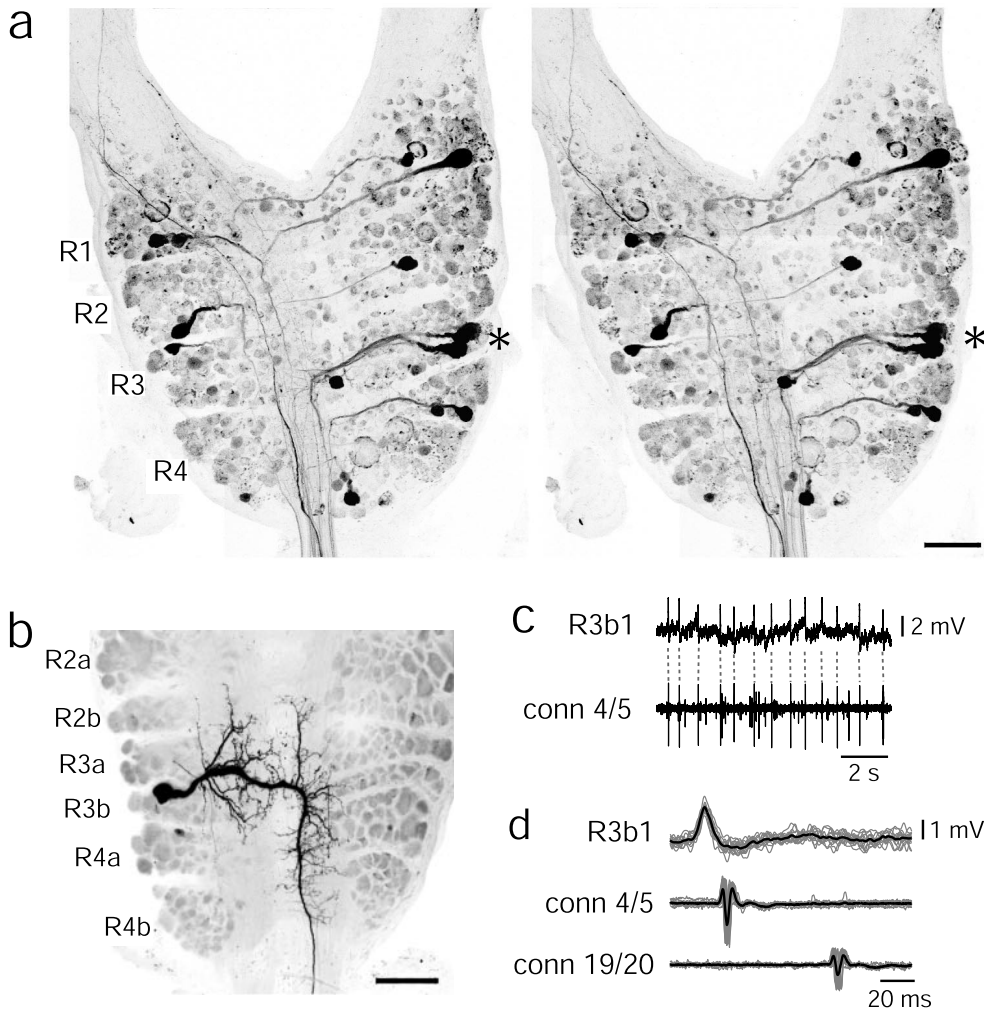 a
R1
R2
R3
R4
*
*
b
R2a
R2b
R3a
R3b
R4a
R4b
c
R3b1
2 mV
conn 4/5
2 s
d
R3b1
1 mV
conn 4/5
conn 19/20
20 ms